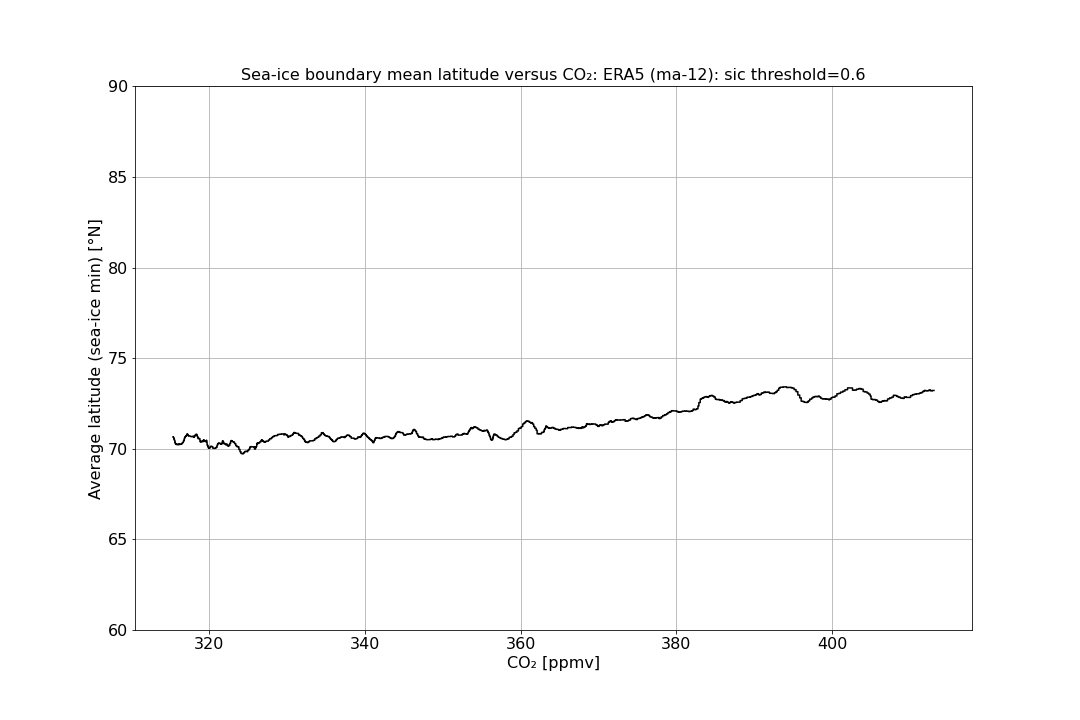 Sea-ice boundary mean latitude versus CO₂: ERA5 (ma-12): sic threshold=0.6
Average latitude (sea-ice min) [°N]
90
85
80
75
70
65
60
320 340 360 380 400
CO₂ [ppmv]